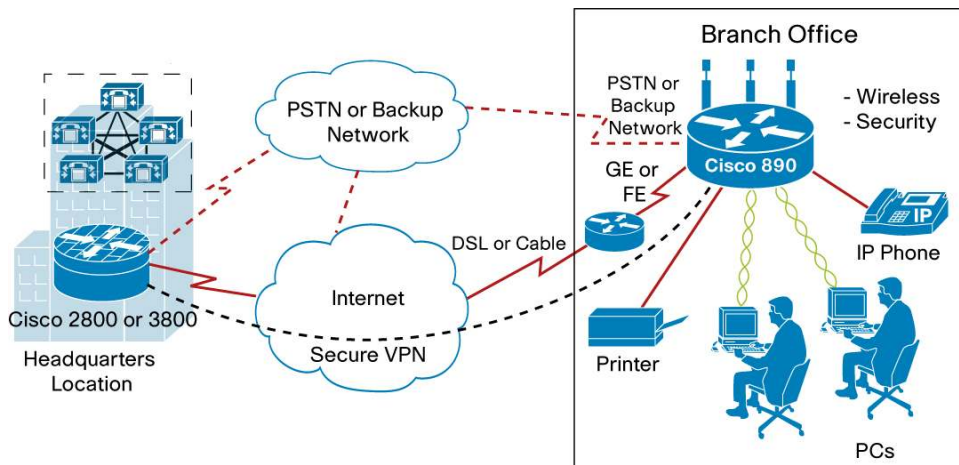 Branch Office
PSTN or Backup
Network
PSTN or
Backup
Network
- Wireless
- Security
Cisco 890
GE or
FE
IP
IP Phone
DSL or Cable
Internet
Cisco 2800 or 3800
Headquarters
Location
Secure VPN
Printer
PCs